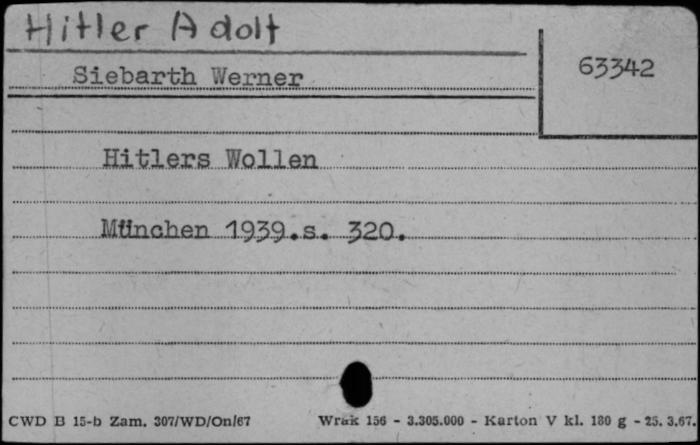 Hitler Adolf
Siebarth Werner
63342
Hitlers Wollen
München 1939.s. 320.
CWD B 15-b Zam. 307/WD/On/67
Wrak 156 - 3.305.000 - Karton V kl. 180 g - 25. 3.67.